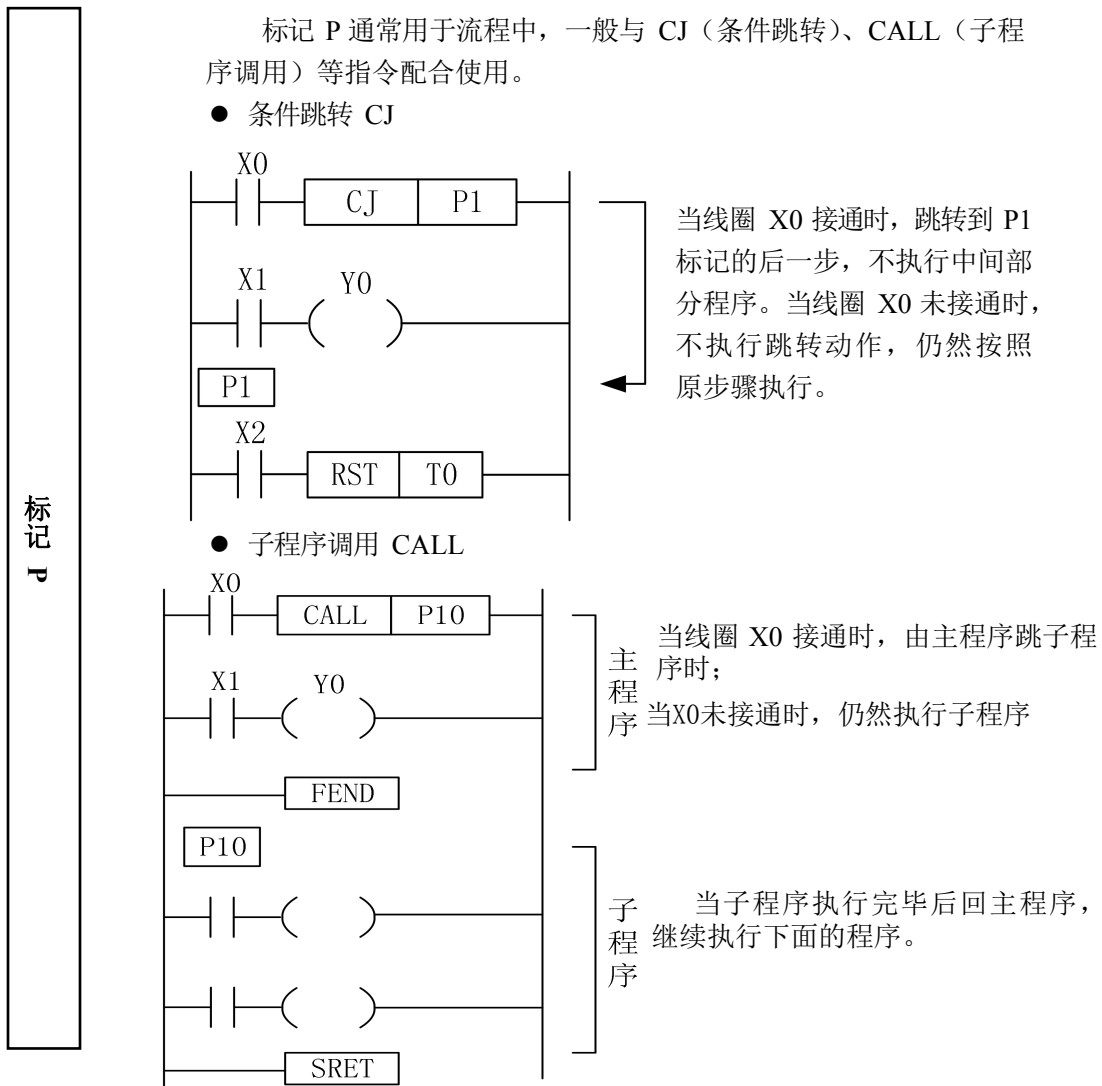 标记 P 通常用于流程中，一般与 CJ（条件跳转）、CALL（子程
序调用）等指令配合使用。
● 条件跳转 CJ
X0
CJ P1
X1 Y0
P1
X2
RST T0
当线圈 X0 接通时，跳转到 P1
标记的后一步，不执行中间部
分程序。当线圈 X0 未接通时，
不执行跳转动作，仍然按照
原步骤执行。
标记 P
● 子程序调用 CALL
X0
CALL P10
X1 Y0
FEND
主程序
当线圈 X0 接通时，由主程序跳子程
序时；
当X0未接通时，仍然执行子程序
P10
子程序
当子程序执行完毕后回主程序，
继续执行下面的程序。
SRET